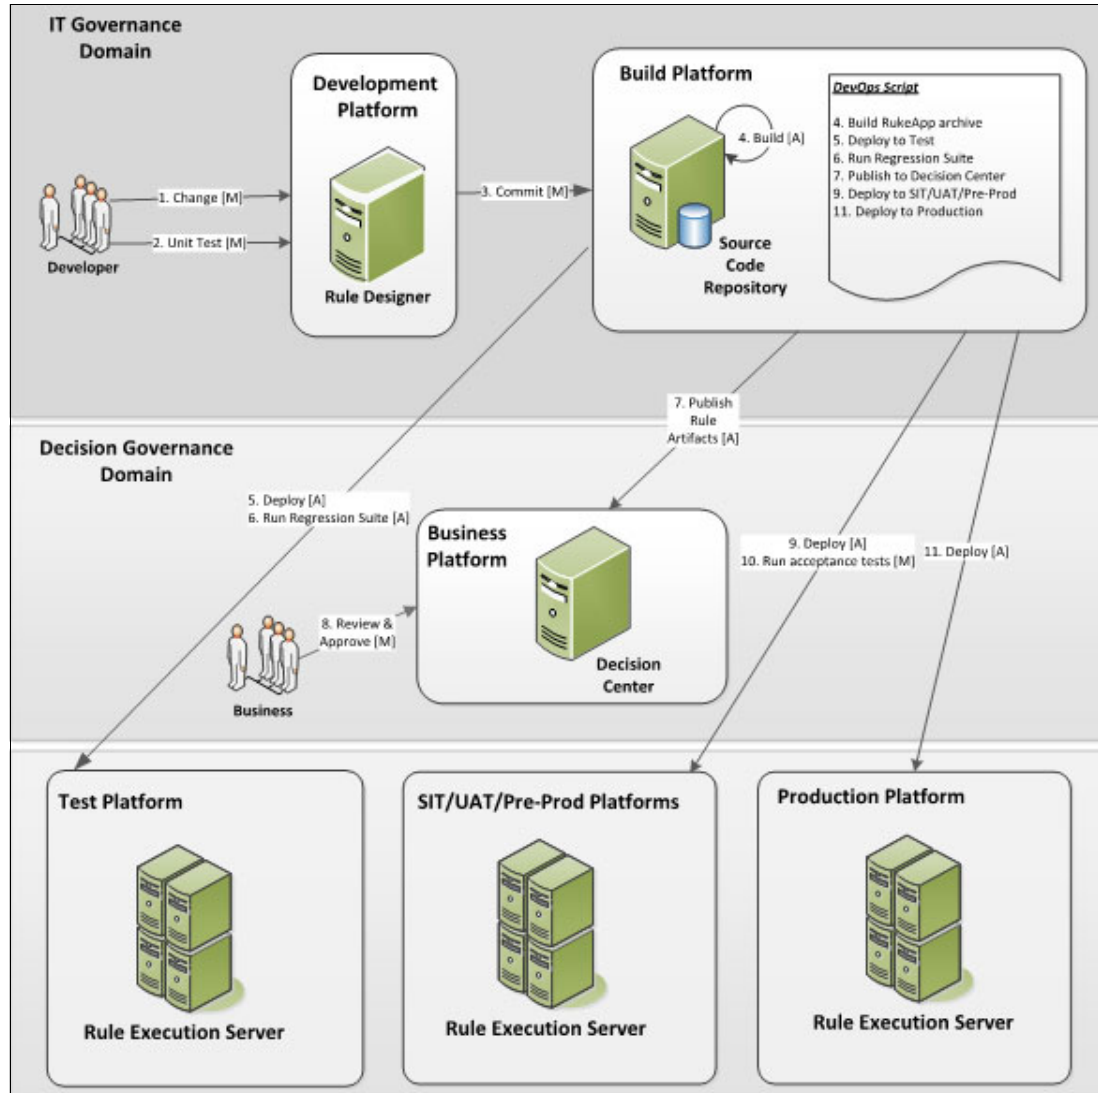 IT Governance
Domain
Development
Platform
Rule Designer
Build Platform
4. Build [A]
Source
Code
Repository
DevOps Script
4. Build RukeApp archive
5. Deploy to Test
6. Run Regression Suite
7. Publish to Decision Center
9. Deploy to SIT/UAT/Pre-Prod
11. Deploy to Production
1. Change [M]
2. Unit Test [M]
Developer
3. Commit [M]
7. Publish
Rule
Artifacts [A]
Decision Governance
Domain
5. Deploy [A]
6. Run Regression Suite [A]
Business
Platform
Decision
Center
8. Review &
Approve [M]
Business
9. Deploy [A]
10. Run acceptance tests [M]
11. Deploy [A]
Test Platform
Rule Execution Server
SIT/UAT/Pre-Prod Platforms
Rule Execution Server
Production Platform
Rule Execution Server